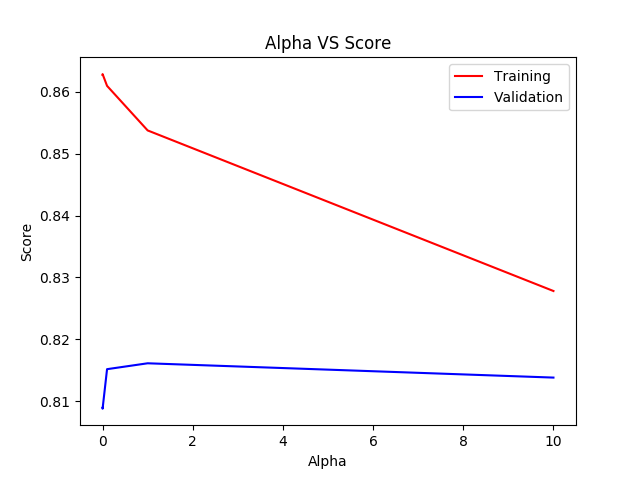 Alpha VS Score
Training
Validation
Score
0.86
0.85
0.84
0.83
0.82
0.81
0 2 4 6 8 10
Alpha